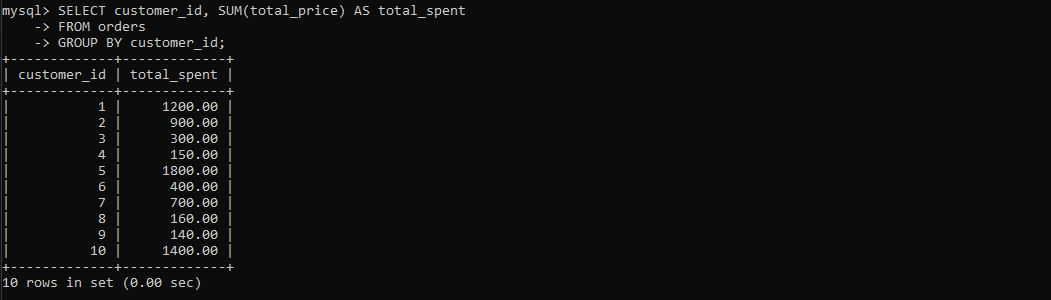 mysql> SELECT customer_id, SUM(total_price) AS total_spent
    -> FROM orders
    -> GROUP BY customer_id;
+-------------+-------------+
| customer_id | total_spent |
+-------------+-------------+
|           1 |     1200.00 |
|           2 |      900.00 |
|           3 |      300.00 |
|           4 |      150.00 |
|           5 |     1800.00 |
|           6 |      400.00 |
|           7 |      700.00 |
|           8 |      160.00 |
|           9 |      140.00 |
|          10 |     1400.00 |
+-------------+-------------+
10 rows in set (0.00 sec)